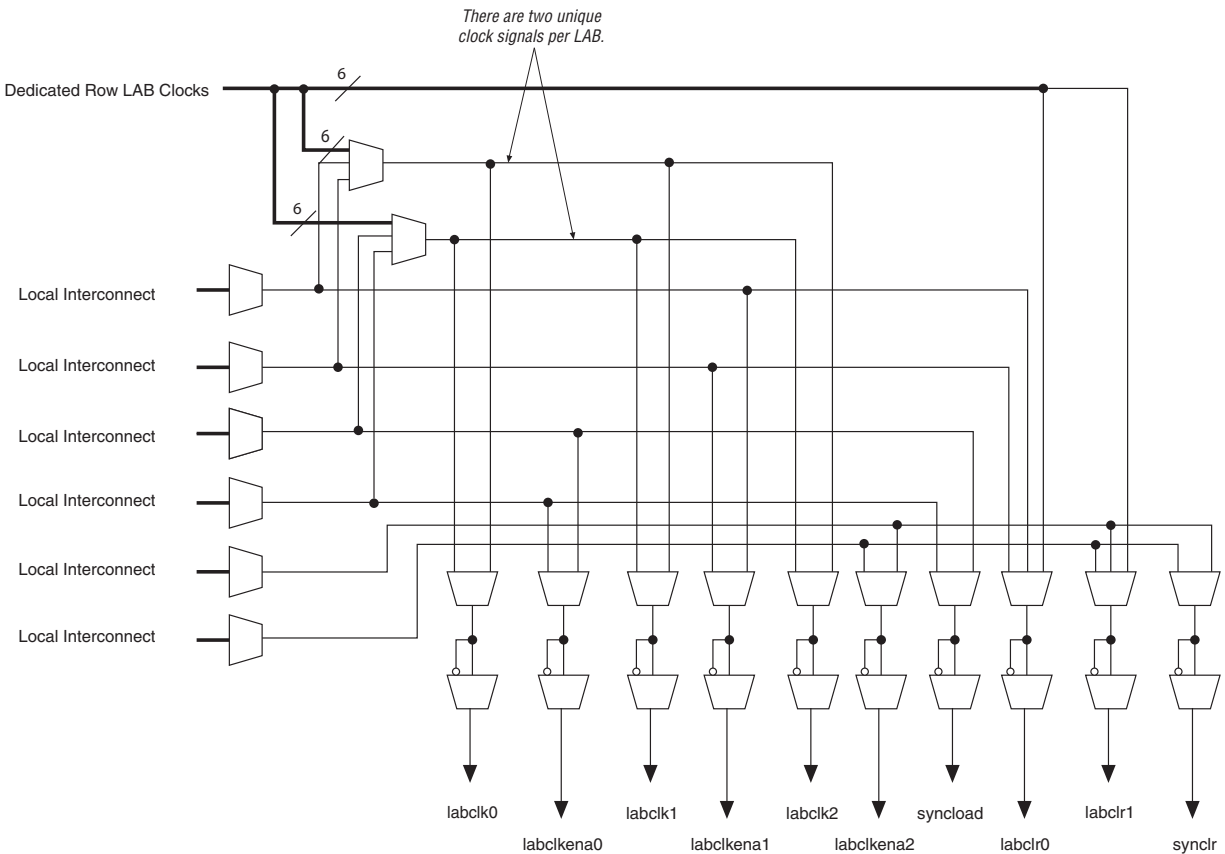 There are two unique
clock signals per LAB.
Dedicated Row LAB Clocks
6
6
6
Local Interconnect
Local Interconnect
Local Interconnect
Local Interconnect
Local Interconnect
Local Interconnect
labclk0
labclk1
labclk2
syncload
labclr1
labclkena0
labclkena1
labclkena2
labclr0
synclr